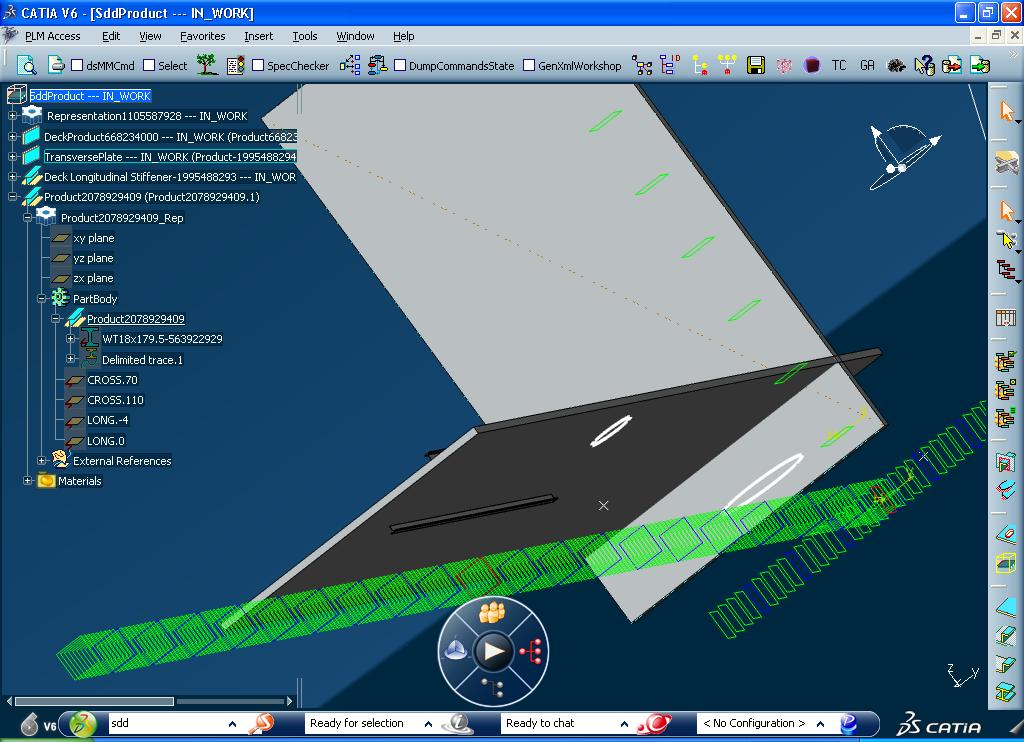 CATIA V6 - [SddProduct --- IN_WORK]
PLM Access Edit View Favorites Insert Tools Window Help
dsMMCmd Select SpecChecker DumpCommandsState GenXmlWorkshop TC GA
SddProduct --- IN_WORK
Representation1105587928 --- IN_WORK
DeckProduct668234000 --- IN_WORK (Product66823
TransversePlate --- IN_WORK (Product-1995488294
Deck Longitudinal Stiffener-1995488293 --- IN_WOR
Product2078929409 (Product2078929409.1)
Product2078929409_Rep
xy plane
yz plane
zx plane
PartBody
Product2078929409
WT18x179.5-563922929
Delimited trace.1
CROSS.70
CROSS.110
LONG.-4
LONG.0
External References
Materials
z
x
y
V6 sdd Ready for selection Ready to chat < No Configuration > CATIA